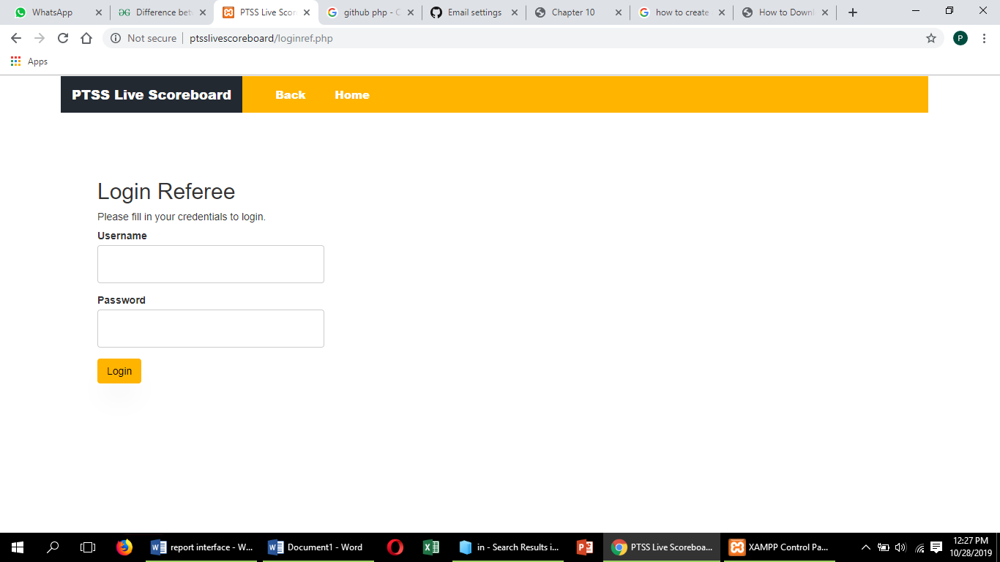 WhatsApp
Difference bet
PTSS Live Scor
github php - G
Email settings
Chapter 10
how to create
How to Downl
Not secure ptsslivescoreboard/loginref.php
P
Apps
PTSS Live Scoreboard Back Home
Login Referee
Please fill in your credentials to login.
Username
Password
Login
report interface - W...
Document1 - Word
in - Search Results i...
PTSS Live Scoreboa...
XAMPP Control Pa...
12:27 PM
10/28/2019